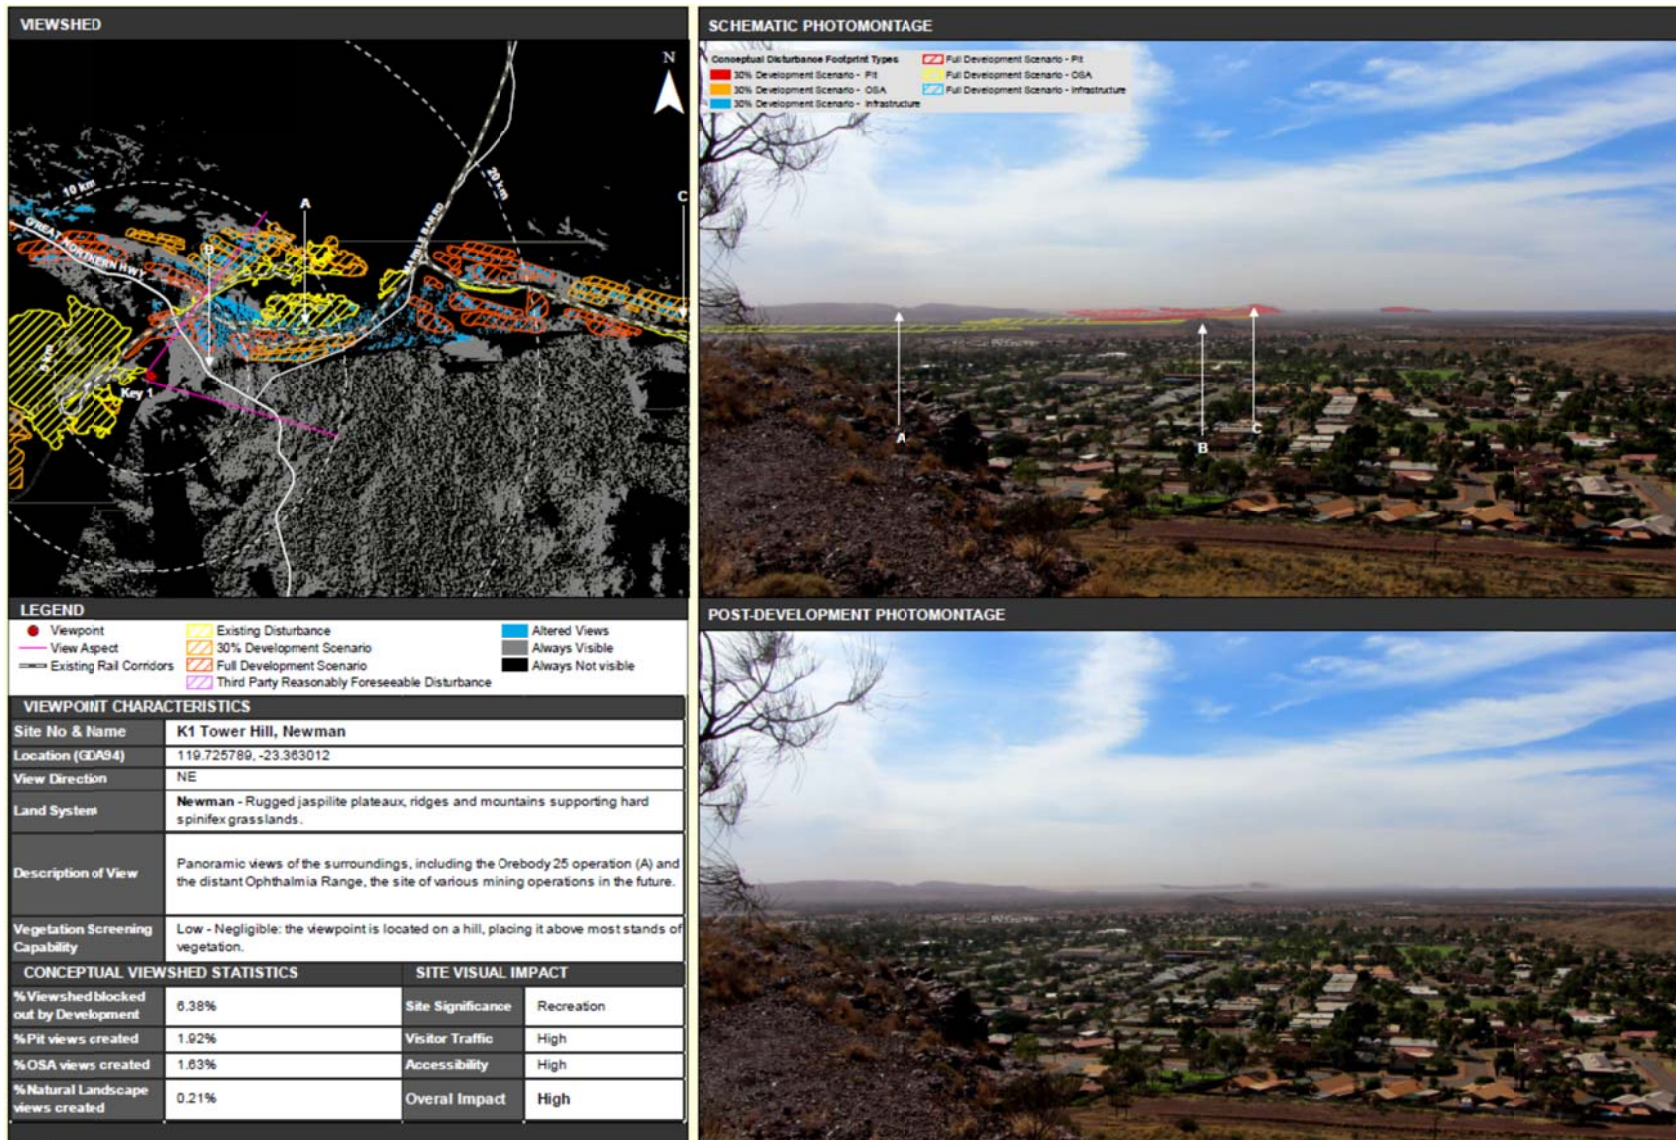 VIEWSHED
N
10 km
20 km
5 km
GREAT NORTHERN HWY
MARBLE BAR RD
A
B
C
Key 1
LEGEND
Viewpoint
View Aspect
Existing Rail Corridors
Existing Disturbance
30% Development Scenario
Full Development Scenario
Third Party Reasonably Foreseeable Disturbance
Altered Views
Always Visible
Always Not visible
VIEWPOINT CHARACTERISTICS
Site No & Name K1 Tower Hill, Newman
Location (GDA94) 119.725789, -23.363012
View Direction NE
Land System Newman - Rugged jaspilite plateaux, ridges and mountains supporting hard
spinifex grasslands.
Description of View Panoramic views of the surroundings, including the Orebody 25 operation (A) and
the distant Ophthalmia Range, the site of various mining operations in the future.
Vegetation Screening
Capability
Low - Negligible: the viewpoint is located on a hill, placing it above most stands of
vegetation.
CONCEPTUAL VIEWSHED STATISTICS SITE VISUAL IMPACT
%Viewshed blocked
out by Development
6.38% Site Significance Recreation
%Pit views created 1.92% Visitor Traffic High
%OSA views created 1.63% Accessibility High
%Natural Landscape
views created
0.21% Overal Impact High
SCHEMATIC PHOTOMONTAGE
Conceptual Disturbance Footprint Types
30% Development Scenario - Pit
30% Development Scenario - OSA
30% Development Scenario - Infrastructure
Full Development Scenario - Pit
Full Development Scenario - OSA
Full Development Scenario - Infrastructure
A
B
C
POST-DEVELOPMENT PHOTOMONTAGE